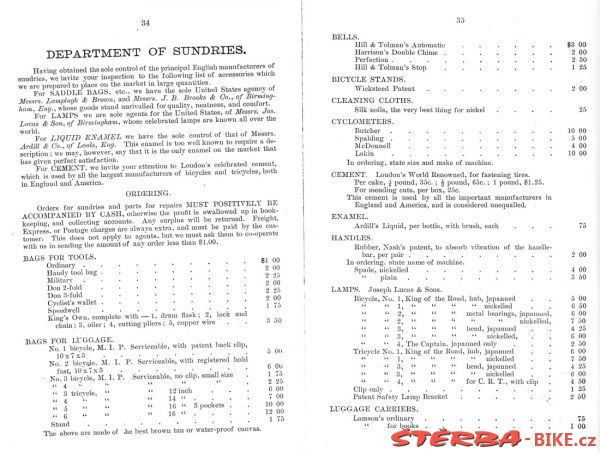 34
DEPARTMENT OF SUNDRIES.
Having obtained the sole control of the principal English manufacturers of
sundries, we invite your inspection to the following list of accessories which
we are prepared to place on the market in large quantities.
For SADDLE BAGS, etc., we have the sole United States agency of
Messrs. Lamplugh & Brown, and Messrs. J. B. Brooks & Co., of Birming-
ham, Eng., whose goods stand unrivalled for quality, neatness, and comfort.
For LAMPS we are sole agents for the United States, of Messrs. Jos.
Lucas & Son, of Birmingham, whose celebrated lamps are known all over the
world.
For LIQUID ENAMEL we have the sole control of that of Messrs.
Ardill & Co., of Leeds, Eng. This enamel is too well known to require a de-
scription; we may, however, say that it is the only enamel on the market that
has given perfect satisfaction.
For CEMENT, we invite your attention to Loudon's celebrated cement,
which is used by all the largest manufacturers of bicycles and tricycles, both
in England and America.
ORDERING.
Orders for sundries and parts for repairs MUST POSITIVELY BE
ACCOMPANIED BY CASH, otherwise the profit is swallowed up in book-
keeping, and collecting accounts. Any surplus will be returned. Freight,
Express, or Postage charges are always extra, and must be paid by the cus-
tomer. This does not apply to agents, but we must ask them to co-operate
with us in sending the amount of any order less than $1.00.
BAGS FOR TOOLS.
Ordinary . . . $1 00
Handy tool bag . . . 2 00
Military . . . 2 25
Don 2-fold . . . 2 00
Don 3-fold . . . 2 25
Cyclist's wallet . . . 2 00
Speedwell . . . 1 75
King's Own, complete with — 1, dram flask; 2, lock and
chain; 3, oiler; 4, cutting pliers; 5, copper wire . . . 3 50
BAGS FOR LUGGAGE.
No. 1 bicycle, M. I. P. Serviceable, with patent back clip,
10 x 7 x 3 . . . 5 00
No. 2 bicycle, M. I. P. Serviceable, with registered hold
fast, 10 x 7 x 3 . . . 6 00
No. 3 bicycle, M. I. P. Serviceable, no clip, small size . . . 1 75
" 4 " " " " . . . 2 25
" 3 tricycle, " " 12 inch . . . 6 00
" 4 " " " 14 " . . . 7 00
" 5 " " " 16 " 3 pockets . . . 10 00
" 6 " " " 16 " . . . 12 00
Stand . . . 1 75
The above are made of the best brown tan or water-proof canvas.
35
BELLS.
Hill & Tolman's Automatic . . . $3 00
Harrison's Double Chime . . . 2 00
Perfection . . . 2 50
Hill & Tolman's Stop . . . 1 25
BICYCLE STANDS.
Wicksteed Patent . . . 2 00
CLEANING CLOTHS.
Silk noils, the very best thing for nickel . . . 25
CYCLOMETERS.
Butcher . . . 10 00
Spalding . . . 5 00
McDonnell . . . 4 00
Lakin . . . 10 00
In ordering, state size and make of machine.
CEMENT. Loudon's World Renowned, for fastening tires.
Per cake, ¼ pound, 35c.; ½ pound, 65c.; 1 pound, $1.25.
For mending cuts, per box, 25c.
This cement is used by all the important manufacturers in
England and America, and is considered unequalled.
ENAMEL.
Ardill's Liquid, per bottle, with brush, each . . . 75
HANDLES.
Rubber, Nash's patent, to absorb vibration of the handle-
bar, per pair . . . 2 00
In ordering, state name of machine.
Spade, nickelled . . . 4 00
" plain . . . 3 50
LAMPS. Joseph Lucas & Sons.
Bicycle, No. 1, King of the Road, hub, japanned . . . 5 00
" " 1, " " " " nickelled . . . 6 50
" " 2, " " " metal bearings, japanned, 6 00
" " 2, " " " " nickelled, 7 50
" " 3, " " " head, japanned . . . 4 25
" " 3, " " " " nickelled . . . 6 00
" " 4, The Captain, japanned only . . . 2 50
Tricycle No. 1, King of the Road, hub, japanned . . . 6 00
" " 1, " " " " nickelled . . . 7 50
" " 3, " " " head, japanned . . . 4 25
" " 3, " " " " nickelled . . . 6 00
" " 4, " " " for C. R. T., with clip . . . 4 50
Clip only . . . 1 25
Patent Safety Lamp Bracket . . . 2 50
LUGGAGE CARRIERS.
Lamson's ordinary . . . 75
" for books . . . 1 00
ŠTĚRBA-BIKE.cz